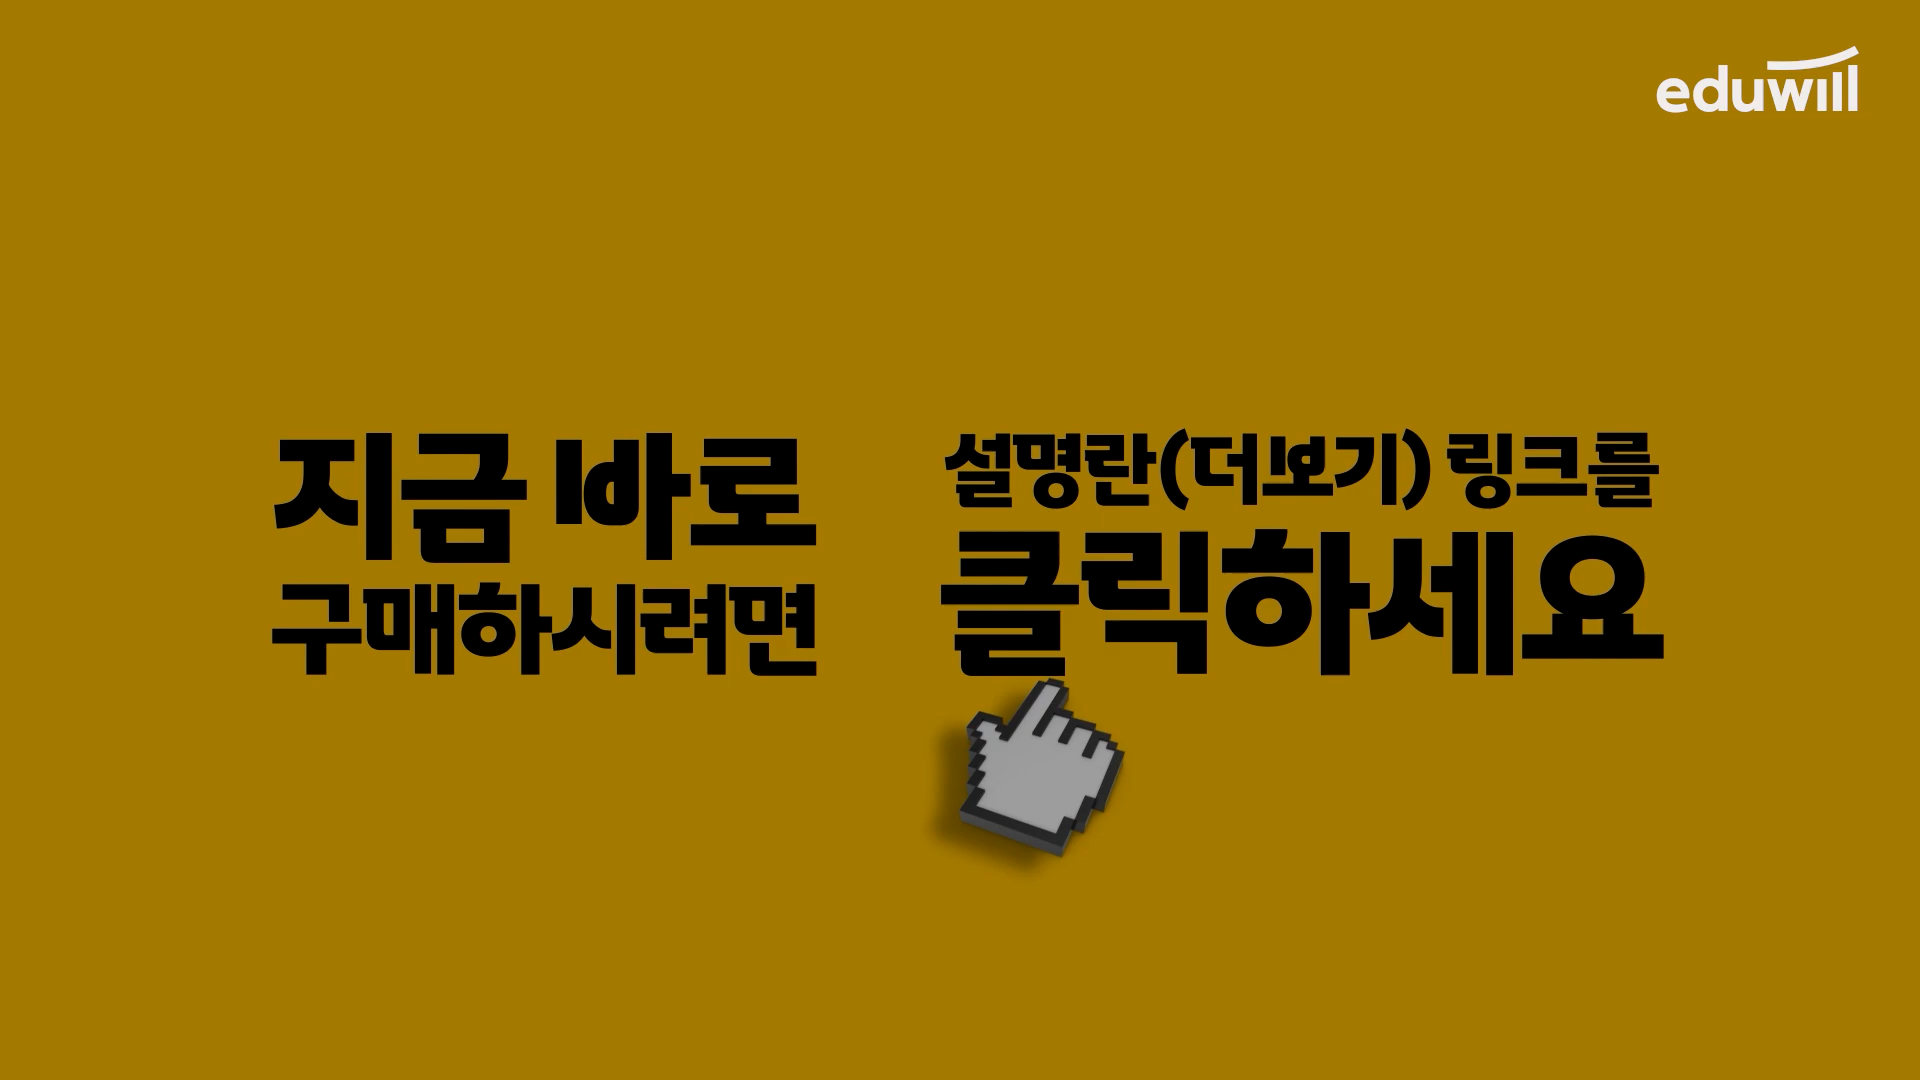 eduwill
지금 바로
구매하시려면
설명란(더보기) 링크를
클릭하세요